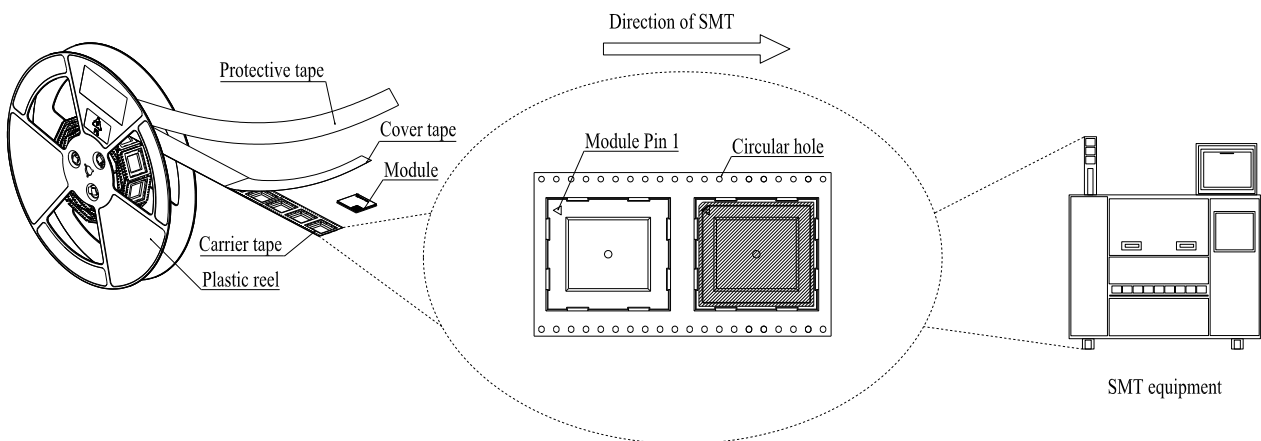 Direction of SMT
Protective tape
Cover tape
Module
Carrier tape
Plastic reel
Module Pin 1
Circular hole
SMT equipment